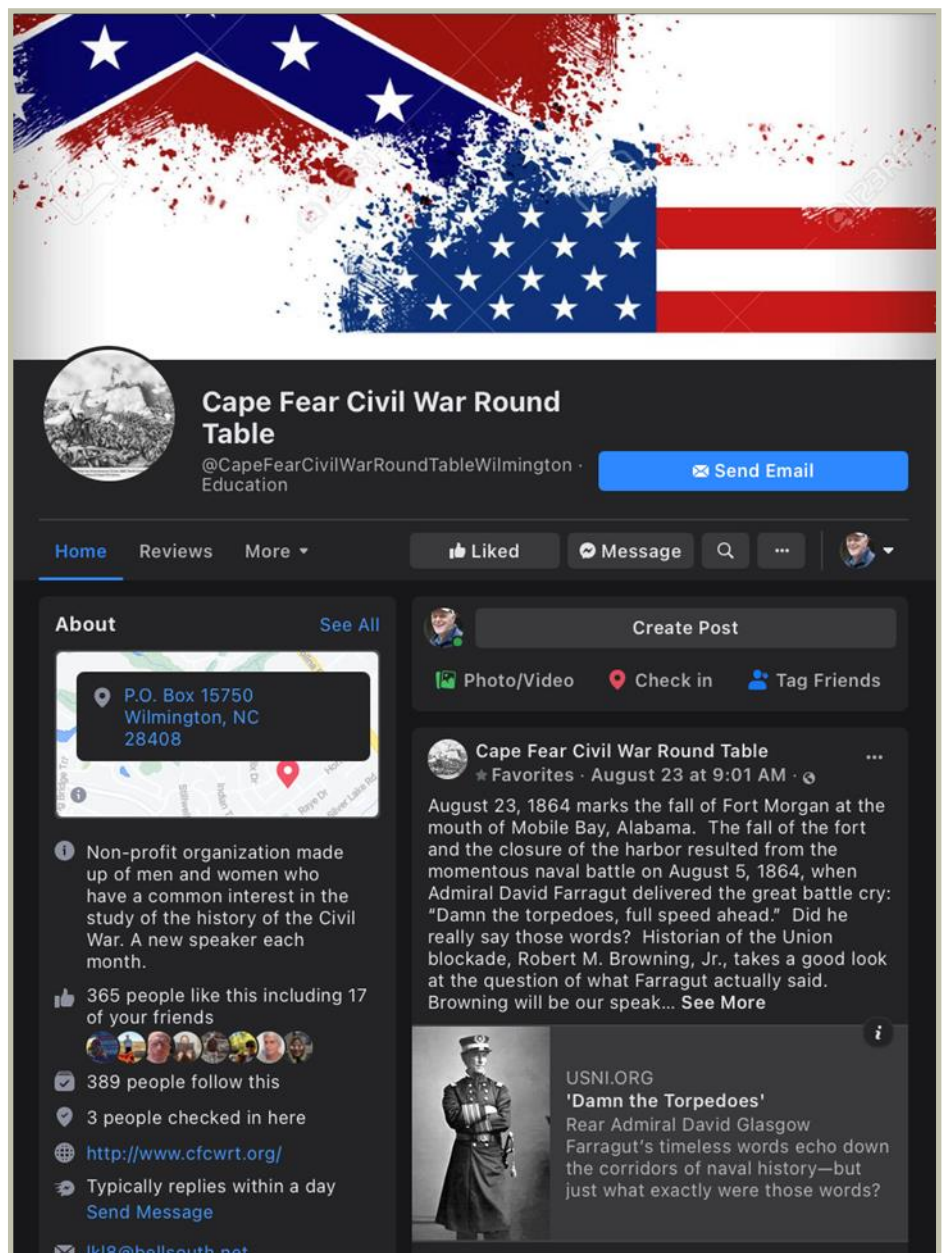 123RF
Cape Fear Civil War Round
Table
@CapeFearCivilWarRoundTableWilmington ·
Education
Send Email
Home
Reviews
More
Liked
Message
About
See All
P.O. Box 15750
Wilmington, NC
28408
Raye Dr
Silver Lake Rd
Indan T
Non-profit organization made
up of men and women who
have a common interest in the
study of the history of the Civil
War. A new speaker each
month.
365 people like this including 17
of your friends
389 people follow this
3 people checked in here
http://www.cfcwrt.org/
Typically replies within a day
Send Message
lkl8@bellsouth.net
Create Post
Photo/Video
Check in
Tag Friends
Cape Fear Civil War Round Table
Favorites · August 23 at 9:01 AM ·
August 23, 1864 marks the fall of Fort Morgan at the
mouth of Mobile Bay, Alabama. The fall of the fort
and the closure of the harbor resulted from the
momentous naval battle on August 5, 1864, when
Admiral David Farragut delivered the great battle cry:
“Damn the torpedoes, full speed ahead.” Did he
really say those words? Historian of the Union
blockade, Robert M. Browning, Jr., takes a good look
at the question of what Farragut actually said.
Browning will be our speak... See More
USNI.ORG
'Damn the Torpedoes'
Rear Admiral David Glasgow
Farragut's timeless words echo down
the corridors of naval history—but
just what exactly were those words?